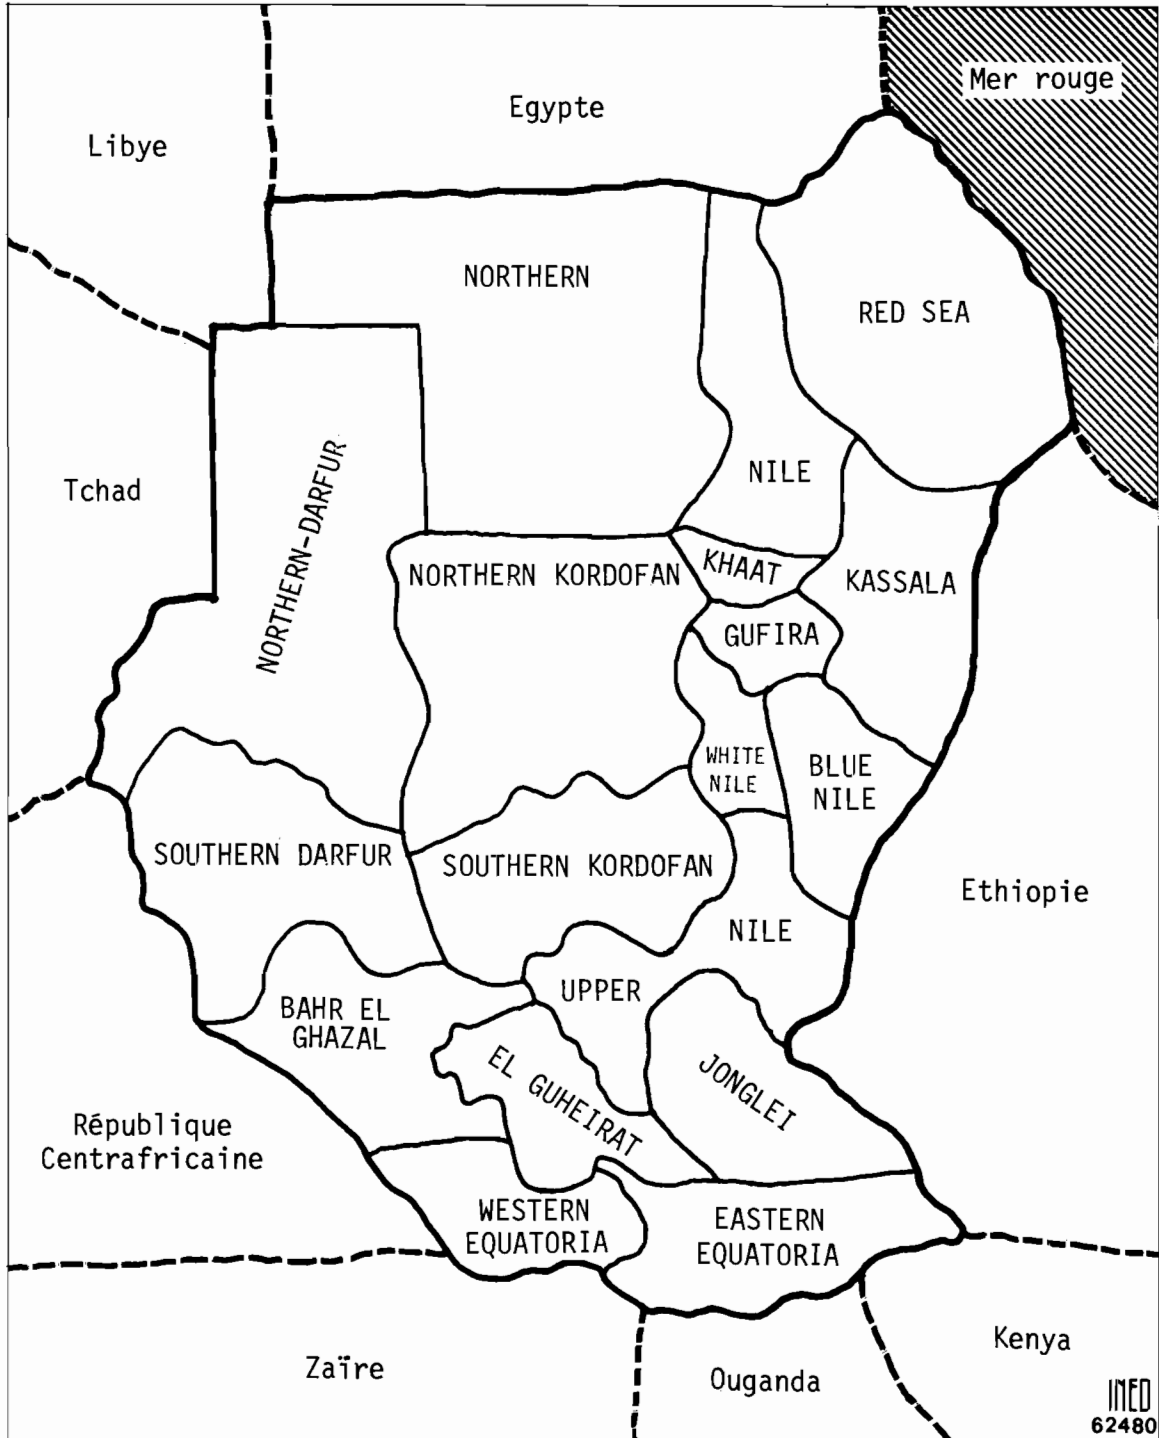 Mer rouge
Egypte
Libye
NORTHERN
RED SEA
NILE
Tchad
NORTHERN-DARFUR
KHAAT
NORTHERN KORDOFAN
KASSALA
GUFIRA
WHITE
NILE
BLUE
NILE
SOUTHERN DARFUR
SOUTHERN KORDOFAN
Ethiopie
NILE
UPPER
BAHR EL
GHAZAL
EL GUHEIRAT
JONGLEI
République
Centrafricaine
WESTERN
EQUATORIA
EASTERN
EQUATORIA
Kenya
Zaïre
Ouganda
INED
62480